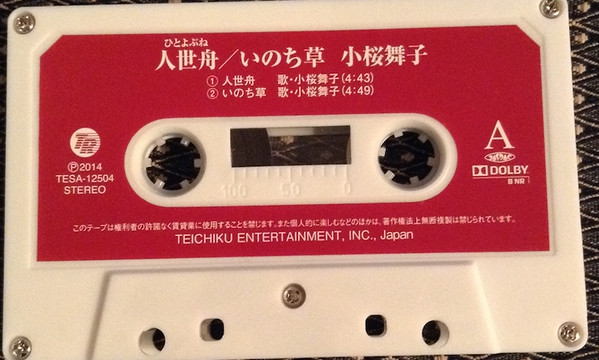 ひとよぶね
人世舟／いのち草 小桜舞子
① 人世舟 歌・小桜舞子(4:43)
② いのち草 歌・小桜舞子(4:49)
A
Ⓟ2014
TESA-12504
STEREO
DOLBY
B NR
100 50 0
このテープは権利者の許諾なく賃貸業に使用することを禁じます。また個人的に楽しむなどのほかは、著作権法上無断複製は禁じられています。
TEICHIKU ENTERTAINMENT, INC., Japan